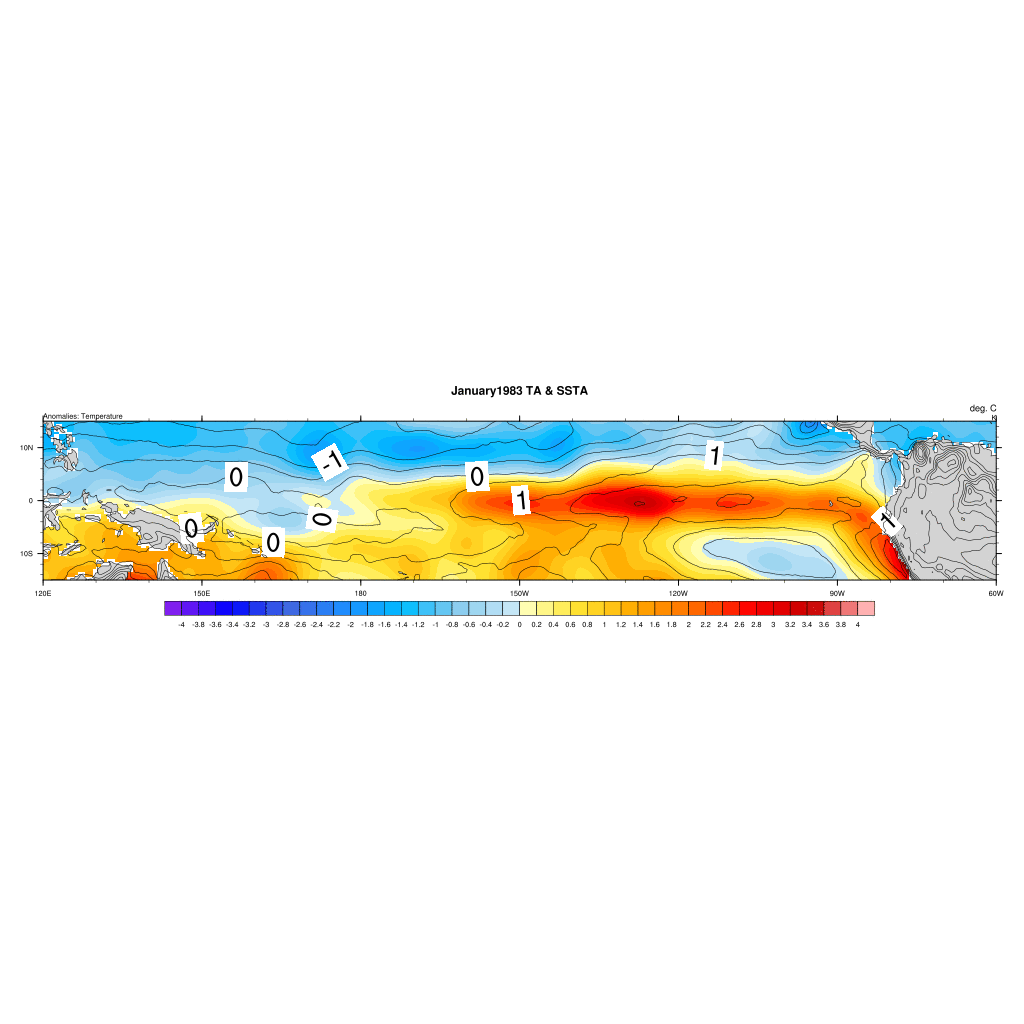 January1983 TA & SSTA
deg. C
Anomalies: Temperature
-1 1
0 0
1
0 0 1
0
10N
0
10S
120E 150E 180 150W 120W 90W 60W
-4 -3.8 -3.6 -3.4 -3.2 -3 -2.8 -2.6 -2.4 -2.2 -2 -1.8 -1.6 -1.4 -1.2 -1 -0.8 -0.6 -0.4 -0.2 0 0.2 0.4 0.6 0.8 1 1.2 1.4 1.6 1.8 2 2.2 2.4 2.6 2.8 3 3.2 3.4 3.6 3.8 4